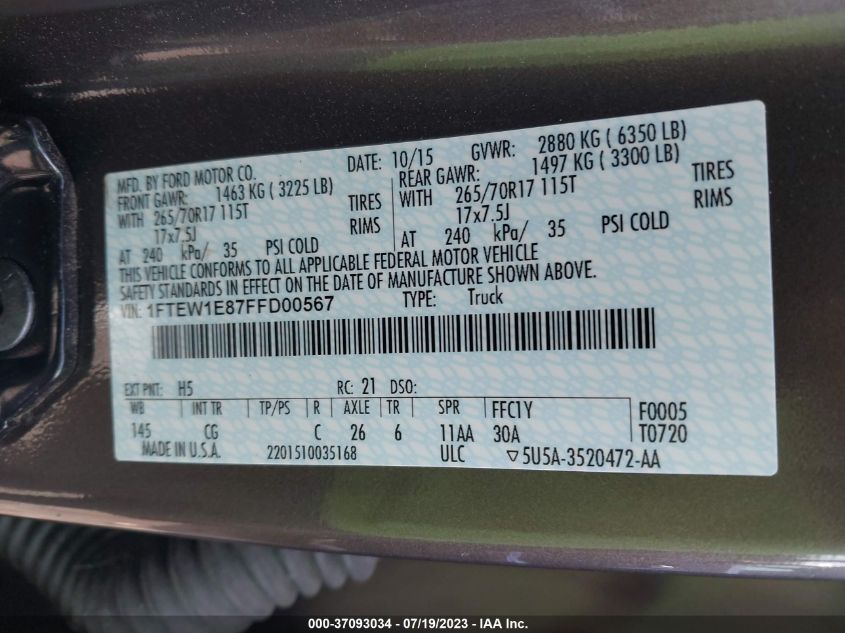 MFD. BY FORD MOTOR CO. DATE: 10/15 GVWR: 2880 KG ( 6350 LB)
FRONT GAWR: 1463 KG ( 3225 LB) REAR GAWR: 1497 KG ( 3300 LB)
WITH 265/70R17 115T TIRES WITH 265/70R17 115T TIRES
17x7.5J RIMS 17x7.5J RIMS
AT 240 kPa/ 35 PSI COLD AT 240 kPa/ 35 PSI COLD
THIS VEHICLE CONFORMS TO ALL APPLICABLE FEDERAL MOTOR VEHICLE
SAFETY STANDARDS IN EFFECT ON THE DATE OF MANUFACTURE SHOWN ABOVE.
VIN: 1FTEW1E87FFD00567 TYPE: Truck
EXT PNT: H5 RC: 21 DSO:
WB INT TR TP/PS R AXLE TR SPR FFC1Y F0005
145 CG C 26 6 11AA 30A T0720
MADE IN U.S.A. 2201510035168 ULC ▽5U5A-3520472-AA
000-37093034 / 07/19/2023 - IAA Inc.